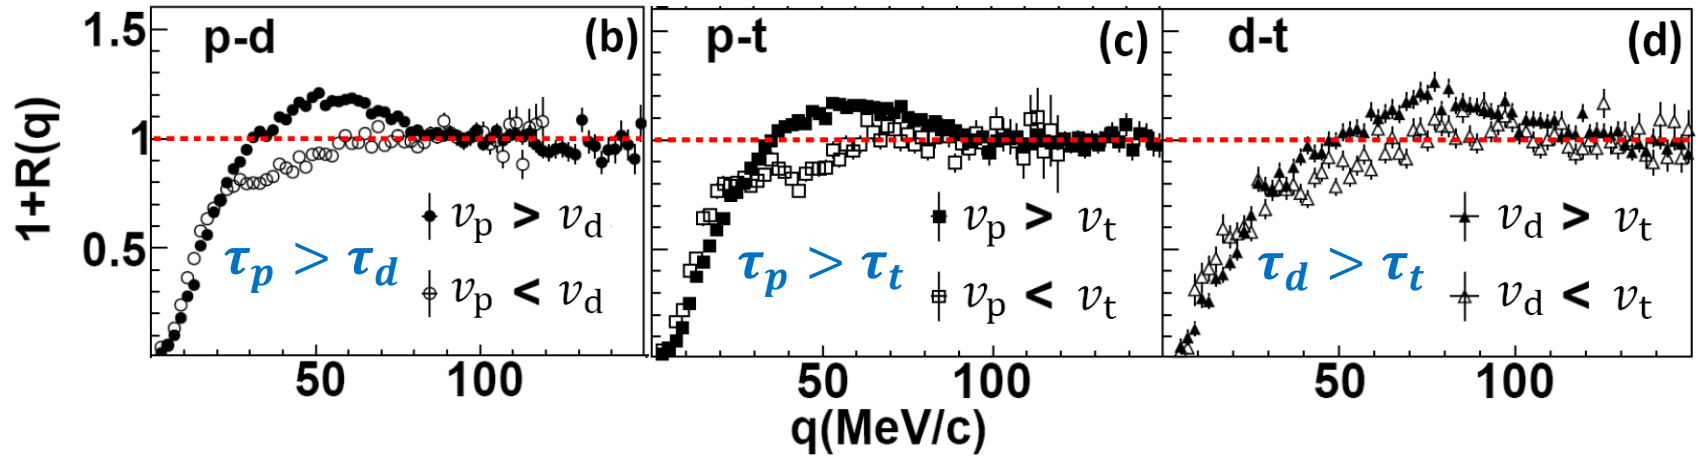 1.5
1
0.5
1+R(q)
p-d
(b)
v_p > v_d
τ_p > τ_d
v_p < v_d
50
100
p-t
(c)
v_p > v_t
τ_p > τ_t
v_p < v_t
50
100
d-t
(d)
v_d > v_t
τ_d > τ_t
v_d < v_t
50
100
q(MeV/c)